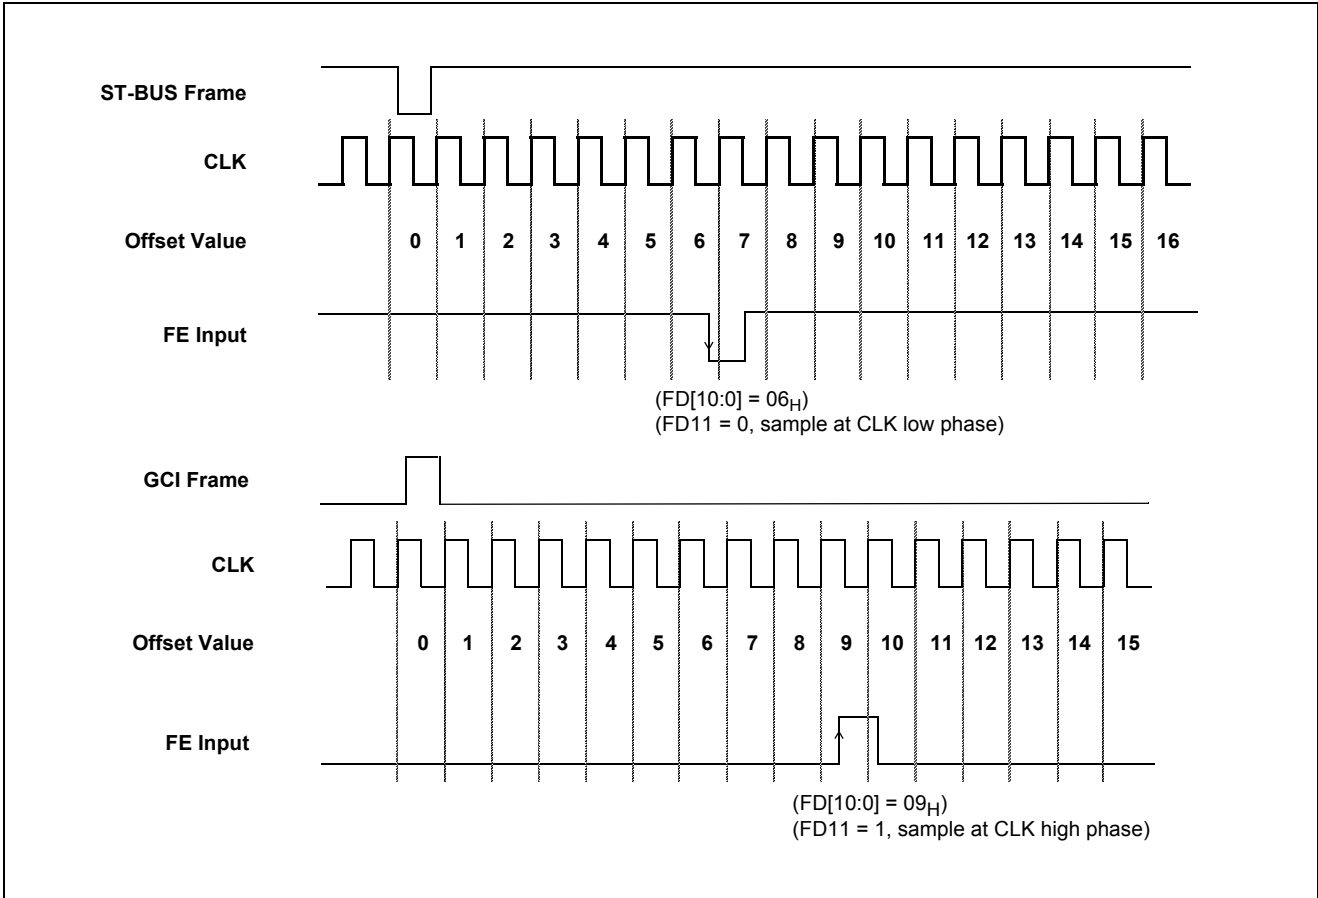 ST-BUS Frame
CLK
Offset Value 0 1 2 3 4 5 6 7 8 9 10 11 12 13 14 15 16
FE Input
(FD[10:0] = 06H)
(FD11 = 0, sample at CLK low phase)
GCI Frame
CLK
Offset Value 0 1 2 3 4 5 6 7 8 9 10 11 12 13 14 15
FE Input
(FD[10:0] = 09H)
(FD11 = 1, sample at CLK high phase)